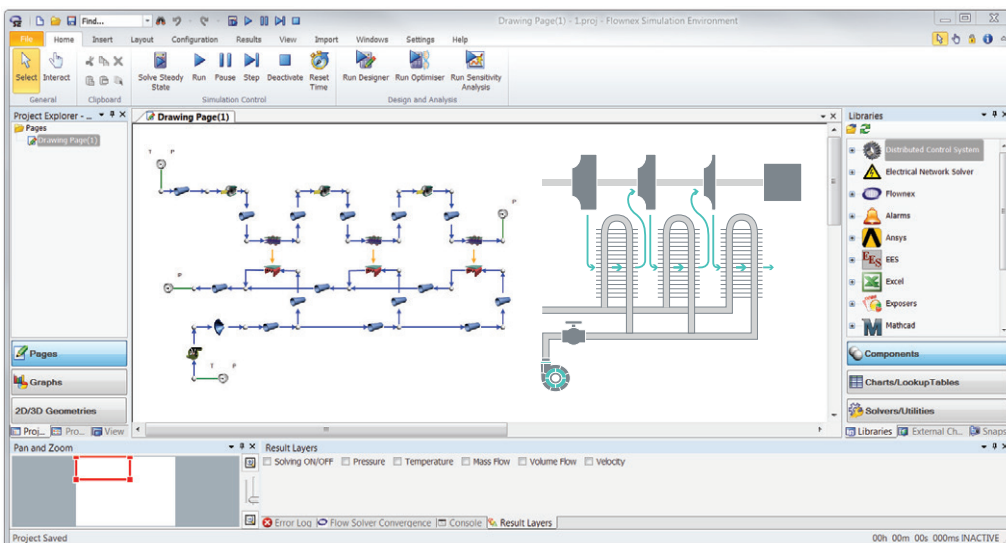 Find...
Drawing Page(1) - 1.proj - Flownex Simulation Environment
File Home Insert Layout Configuration Results View Import Windows Settings Help
Select Interact
Solve Steady State Run Pause Step Deactivate Reset Time
Run Designer Run Optimiser Run Sensitivity Analysis
General Clipboard Simulation Control Design and Analysis
Project Explorer - ...
Pages
Drawing Page(1)
Pages
Graphs
2D/3D Geometries
Proj... Pro... View
Drawing Page(1)
T P
P
P
T P
Libraries
Distributed Control System
Electrical Network Solver
Flownex
Alarms
Ansys
EES
EES
Excel
Exposers
Mathcad
Components
Charts/LookupTables
Solvers/Utilities
Libraries External Ch... Snaps
Pan and Zoom
Result Layers
Solving ON/OFF Pressure Temperature Mass Flow Volume Flow Velocity
Error Log Flow Solver Convergence Console Result Layers
Project Saved
00h 00m 00s 000ms INACTIVE